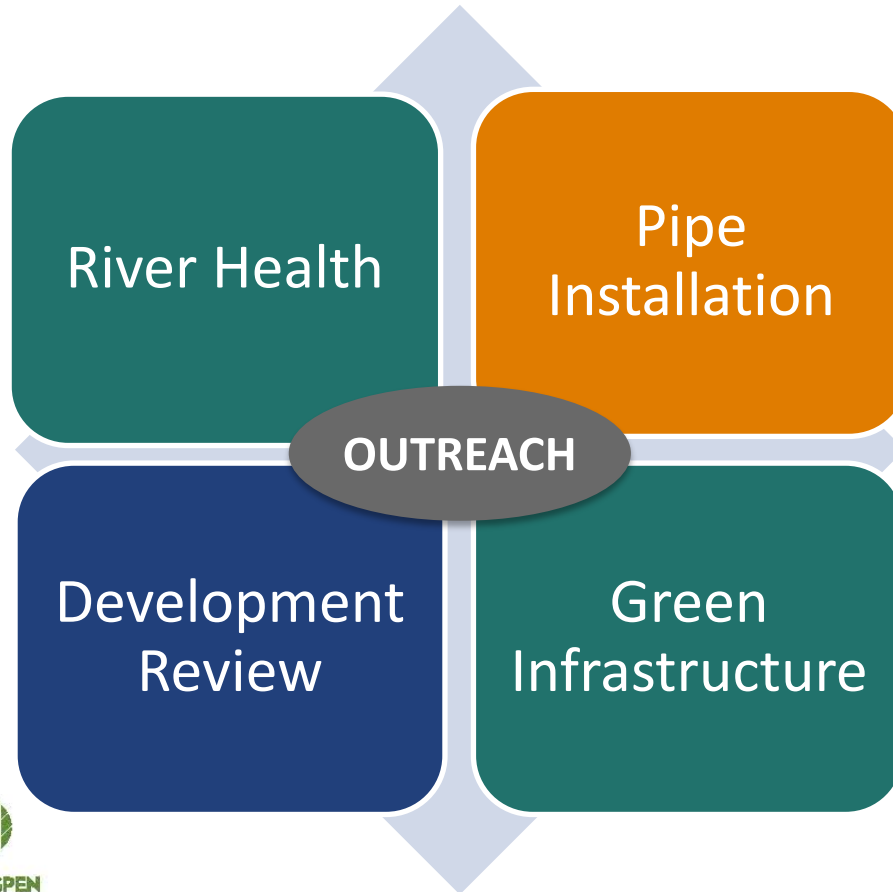 River Health
Pipe
Installation
OUTREACH
Development
Review
Green
Infrastructure